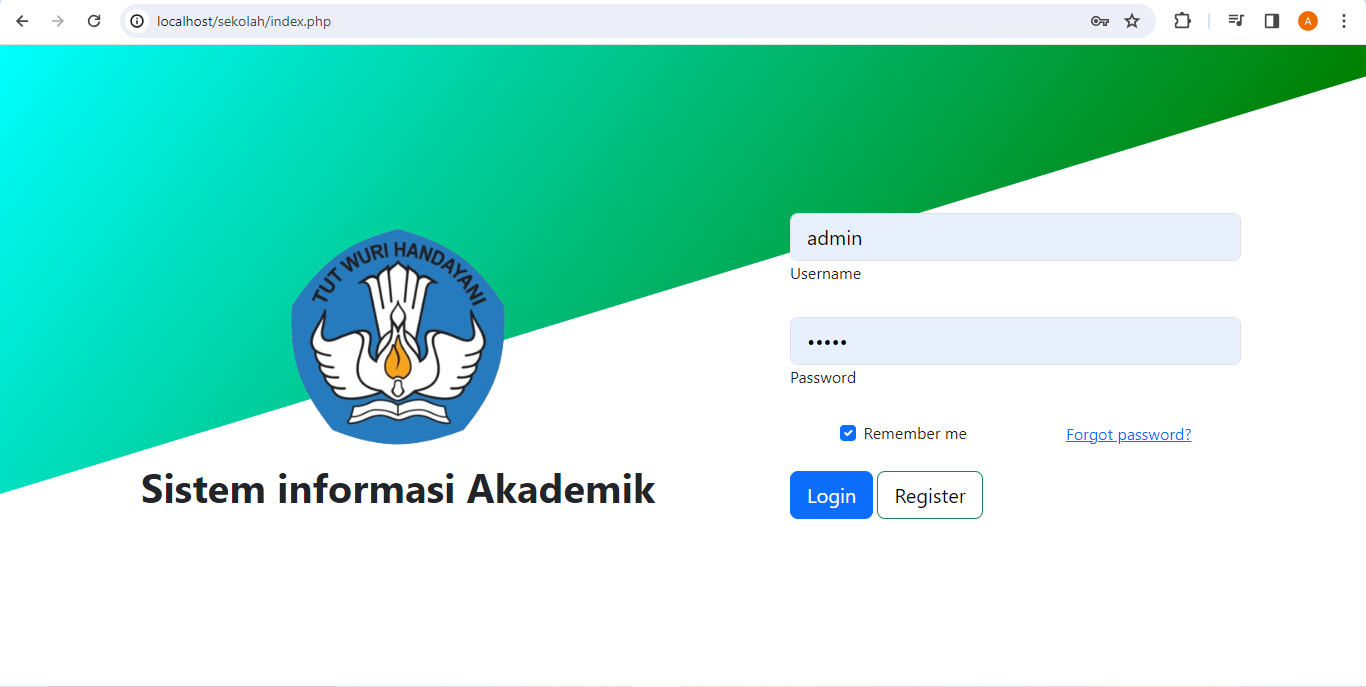 localhost/sekolah/index.php
A
TUT WURI HANDAYANI
Sistem informasi Akademik
admin
Username
•••••
Password
Remember me
Forgot password?
Login
Register